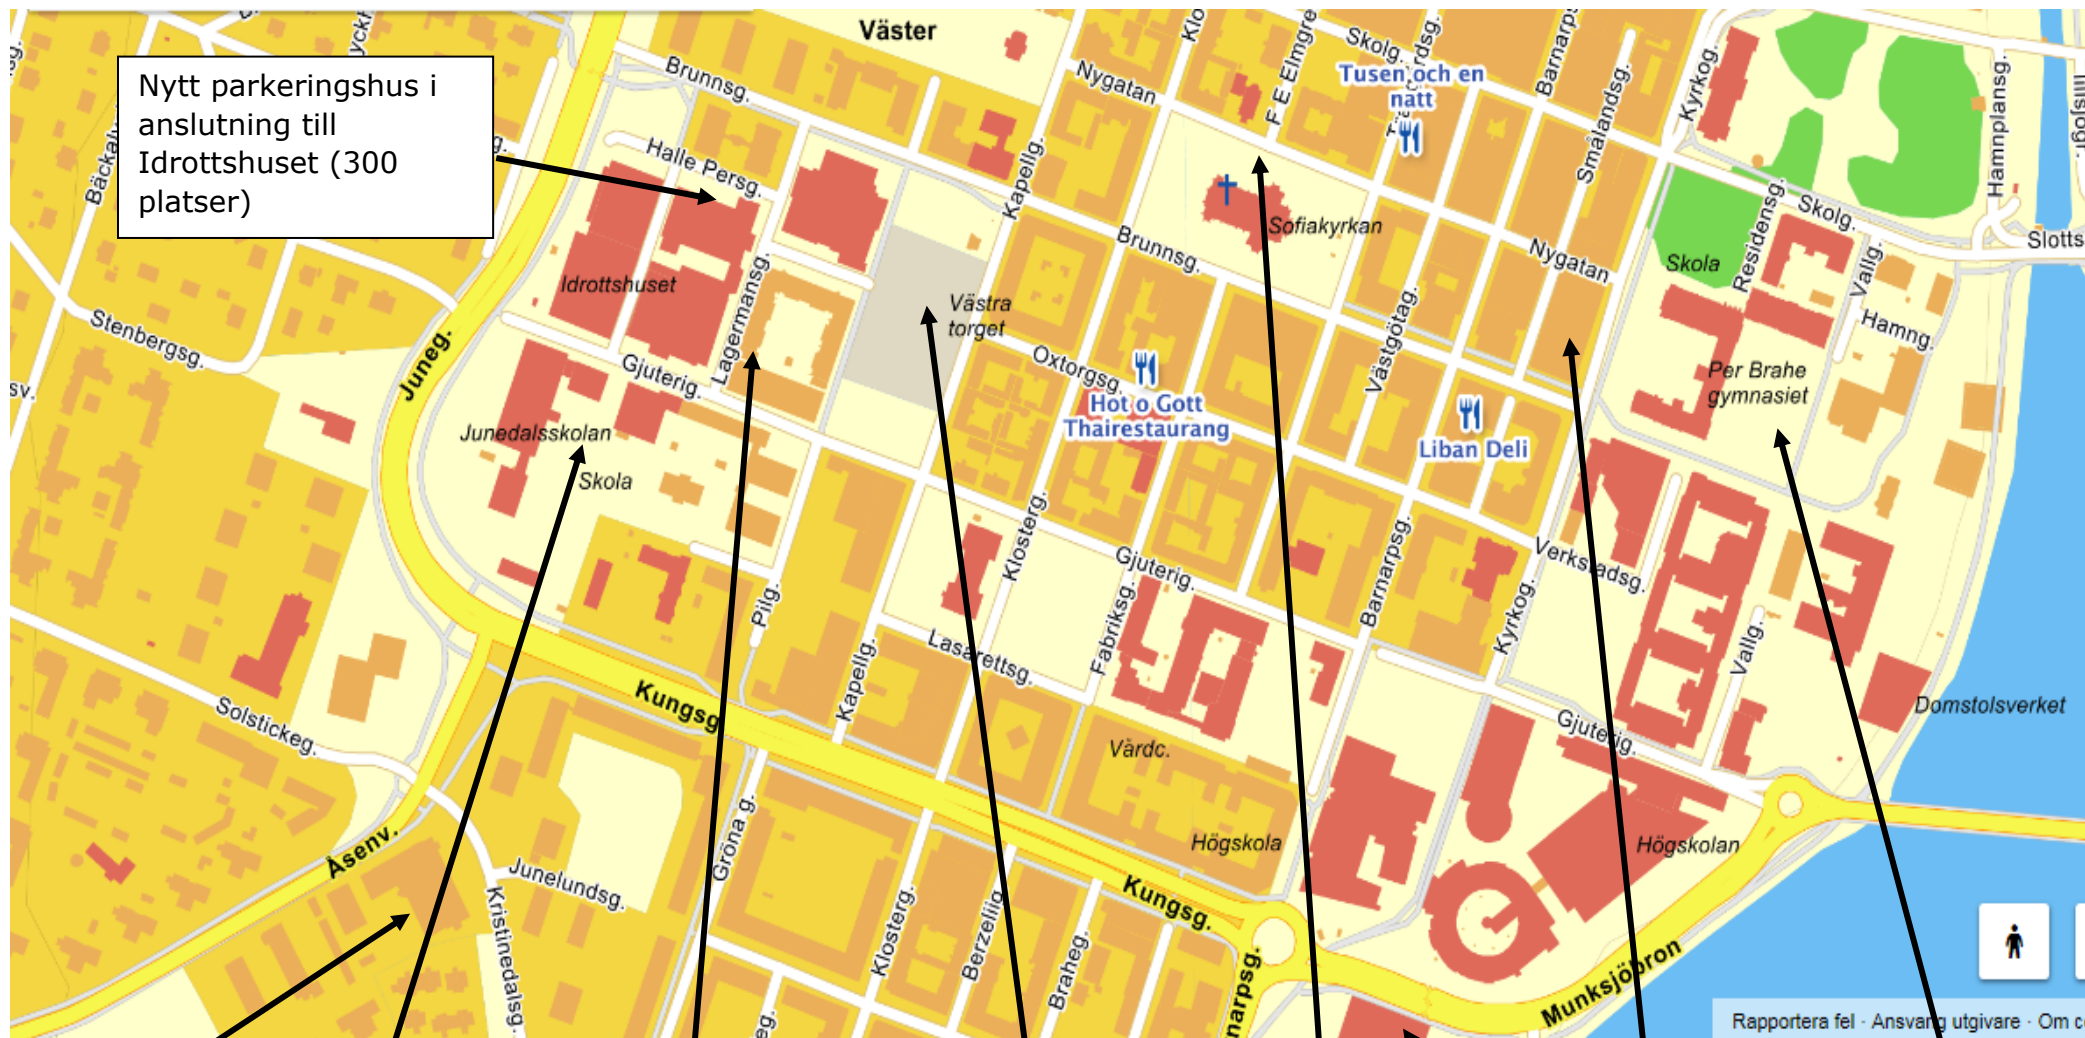 Väster
Nytt parkeringshus i
anslutning till
Idrottshuset (300
platser)
Brunnsg.
Nygatan
F E Elmgre
Skolg.
Tusen och en
natt
Barnarps
Smålandsg.
Kyrkog.
Hamnplansg.
Halle Persg.
Kapellg.
Sofiakyrkan
Brunnsg.
Nygatan
Skola
Residensg.
Skolg.
Vallg.
Slotts
Hamng.
Idrottshuset
Lagermansg.
Västra
torget
Stenbergsg.
Juneg.
Gjuterig.
Oxtorgsg.
Västgötag.
Hot o Gott
Thairestaurang
Liban Deli
Per Brahe
gymnasiet
sv.
Junedalsskolan
Skola
Klosterg.
Gjuterig.
Barnarpsg.
Verkstadsg.
Kyrkog.
Pilg.
Fabriksg.
Lasarettsg.
Kapellg.
Vallg.
Solstickeg.
Kungsg
Vårdc.
Gjuterig.
Domstolsverket
Högskola
Högskolan
Gröna g.
Åsenv.
Junelundsg.
Kristinedalsg.
Klosterg.
Berzeliig.
Braheg.
Kungsg.
narpsg.
eg.
Munksjöbron
Rapportera fel · Ansvarig utgivare · Om c